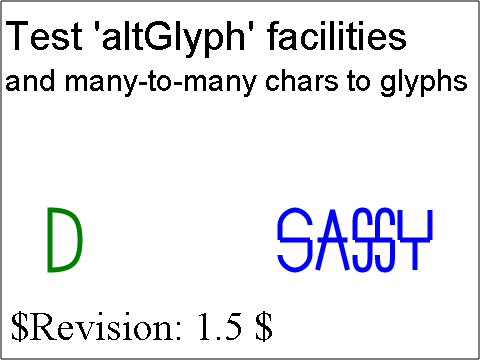 Test 'altGlyph' facilities
and many-to-many chars to glyphs
D SASSY
$Revision: 1.5 $